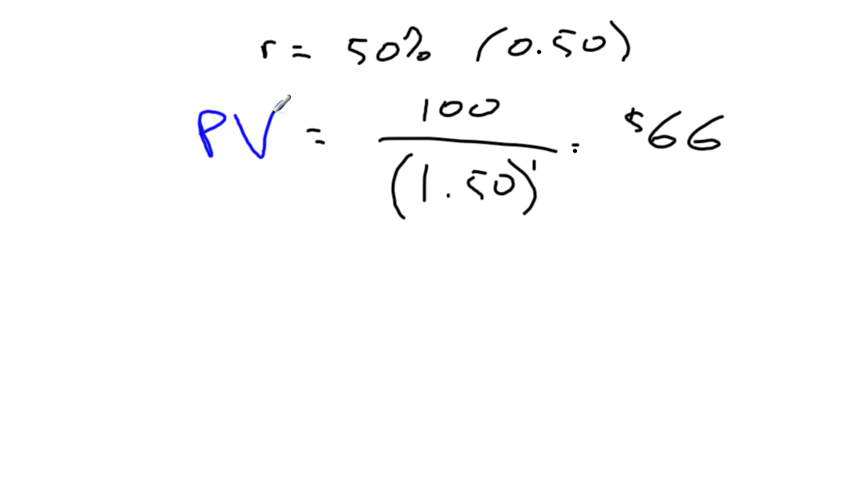 r = 50% (0.50)
PV = 100 / (1.50)¹ = $66